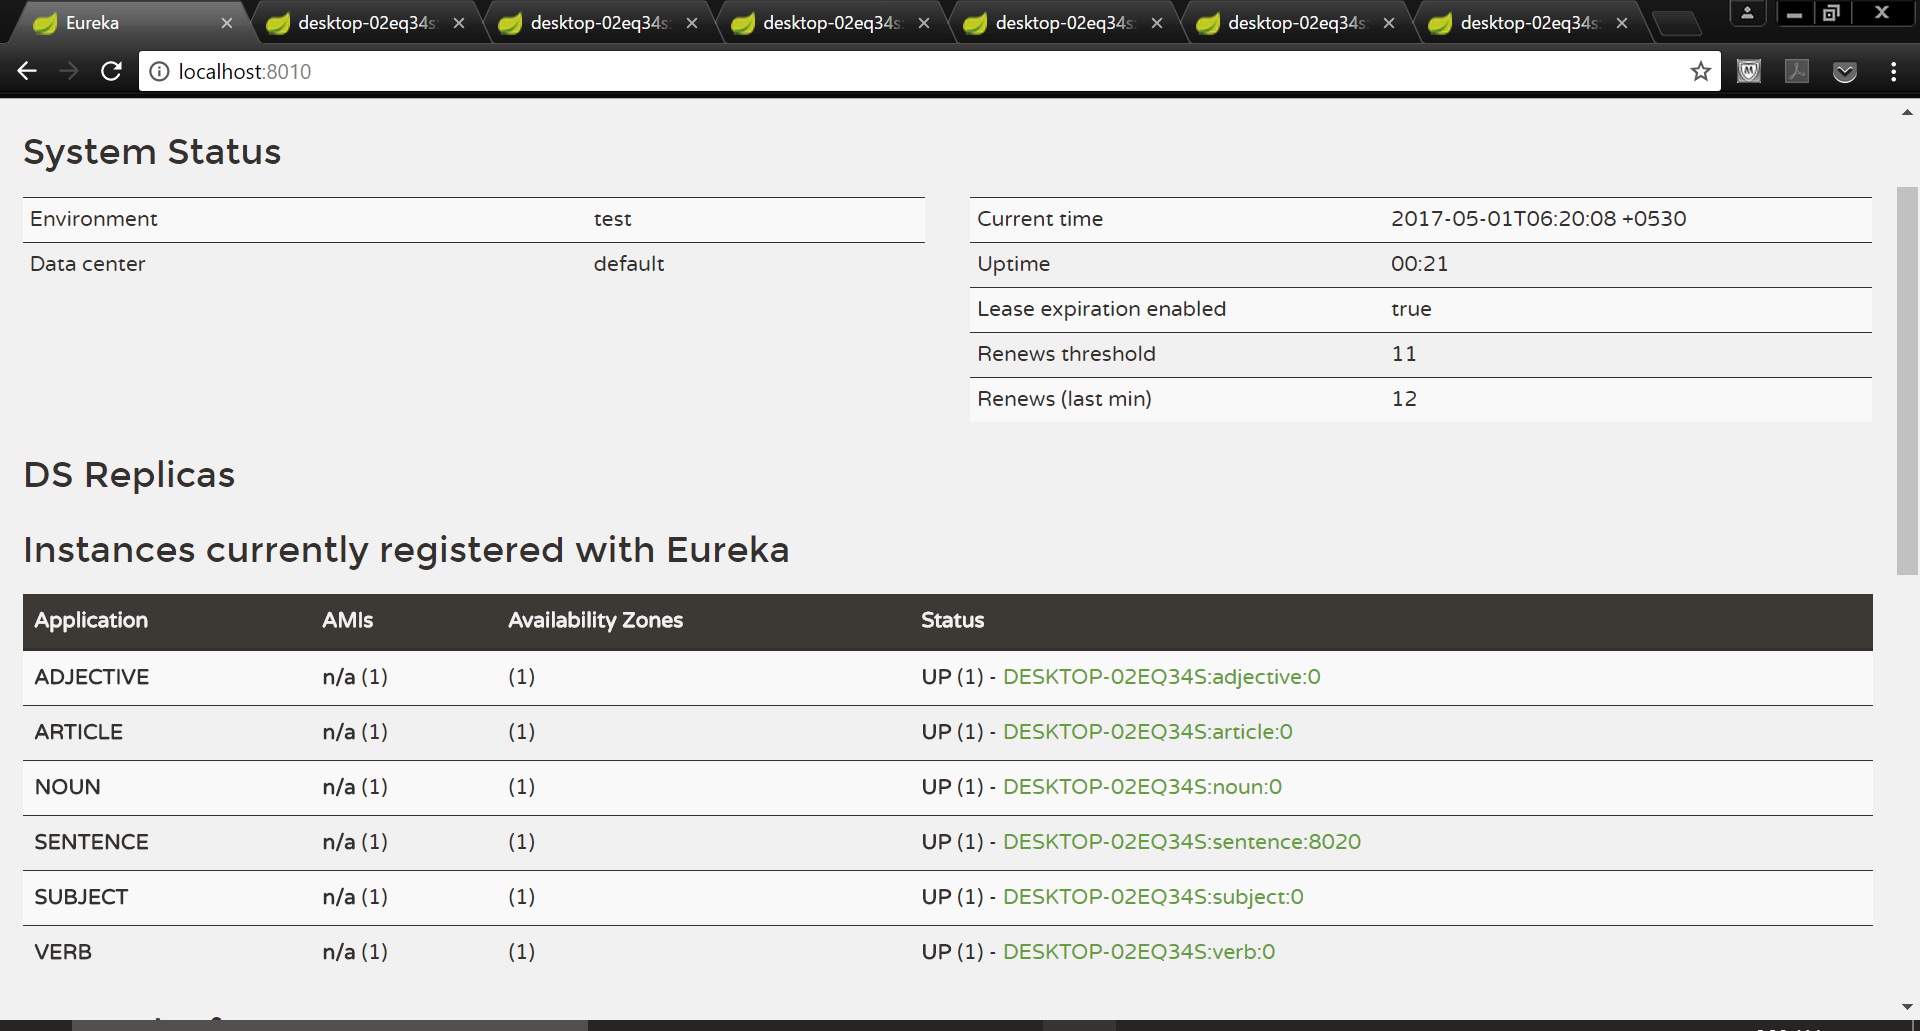 Eureka
desktop-02eq34s
desktop-02eq34s
desktop-02eq34s
desktop-02eq34s
desktop-02eq34s
desktop-02eq34s
localhost:8010
System Status
Environment test
Data center default
Current time 2017-05-01T06:20:08 +0530
Uptime 00:21
Lease expiration enabled true
Renews threshold 11
Renews (last min) 12
DS Replicas
Instances currently registered with Eureka
Application AMIs Availability Zones Status
ADJECTIVE n/a (1) (1) UP (1) - DESKTOP-02EQ34S:adjective:0
ARTICLE n/a (1) (1) UP (1) - DESKTOP-02EQ34S:article:0
NOUN n/a (1) (1) UP (1) - DESKTOP-02EQ34S:noun:0
SENTENCE n/a (1) (1) UP (1) - DESKTOP-02EQ34S:sentence:8020
SUBJECT n/a (1) (1) UP (1) - DESKTOP-02EQ34S:subject:0
VERB n/a (1) (1) UP (1) - DESKTOP-02EQ34S:verb:0